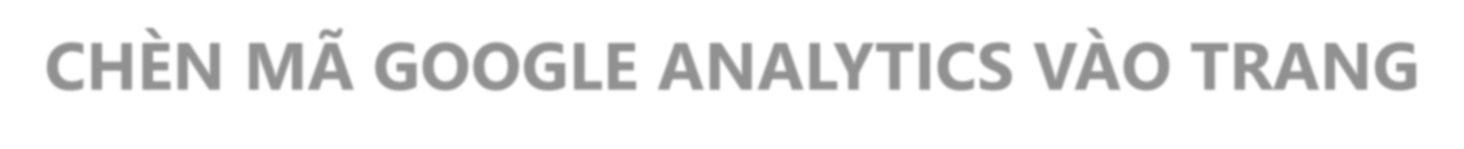 CHÈN MÃ GOOGLE ANALYTICS VÀO TRANG